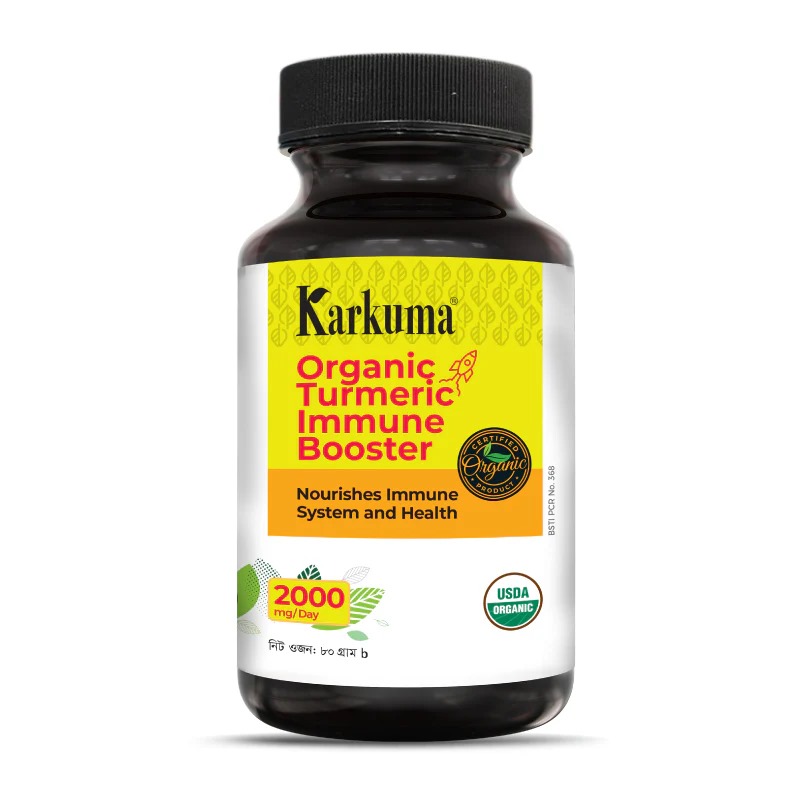 Karkuma®
Organic
Turmeric
Immune
Booster
CERTIFIED
Organic
PRODUCT
Nourishes Immune
System and Health
BSTI PCR No. 368
2000
mg/Day
USDA
ORGANIC
নিট ওজন: ৮০ গ্রাম b